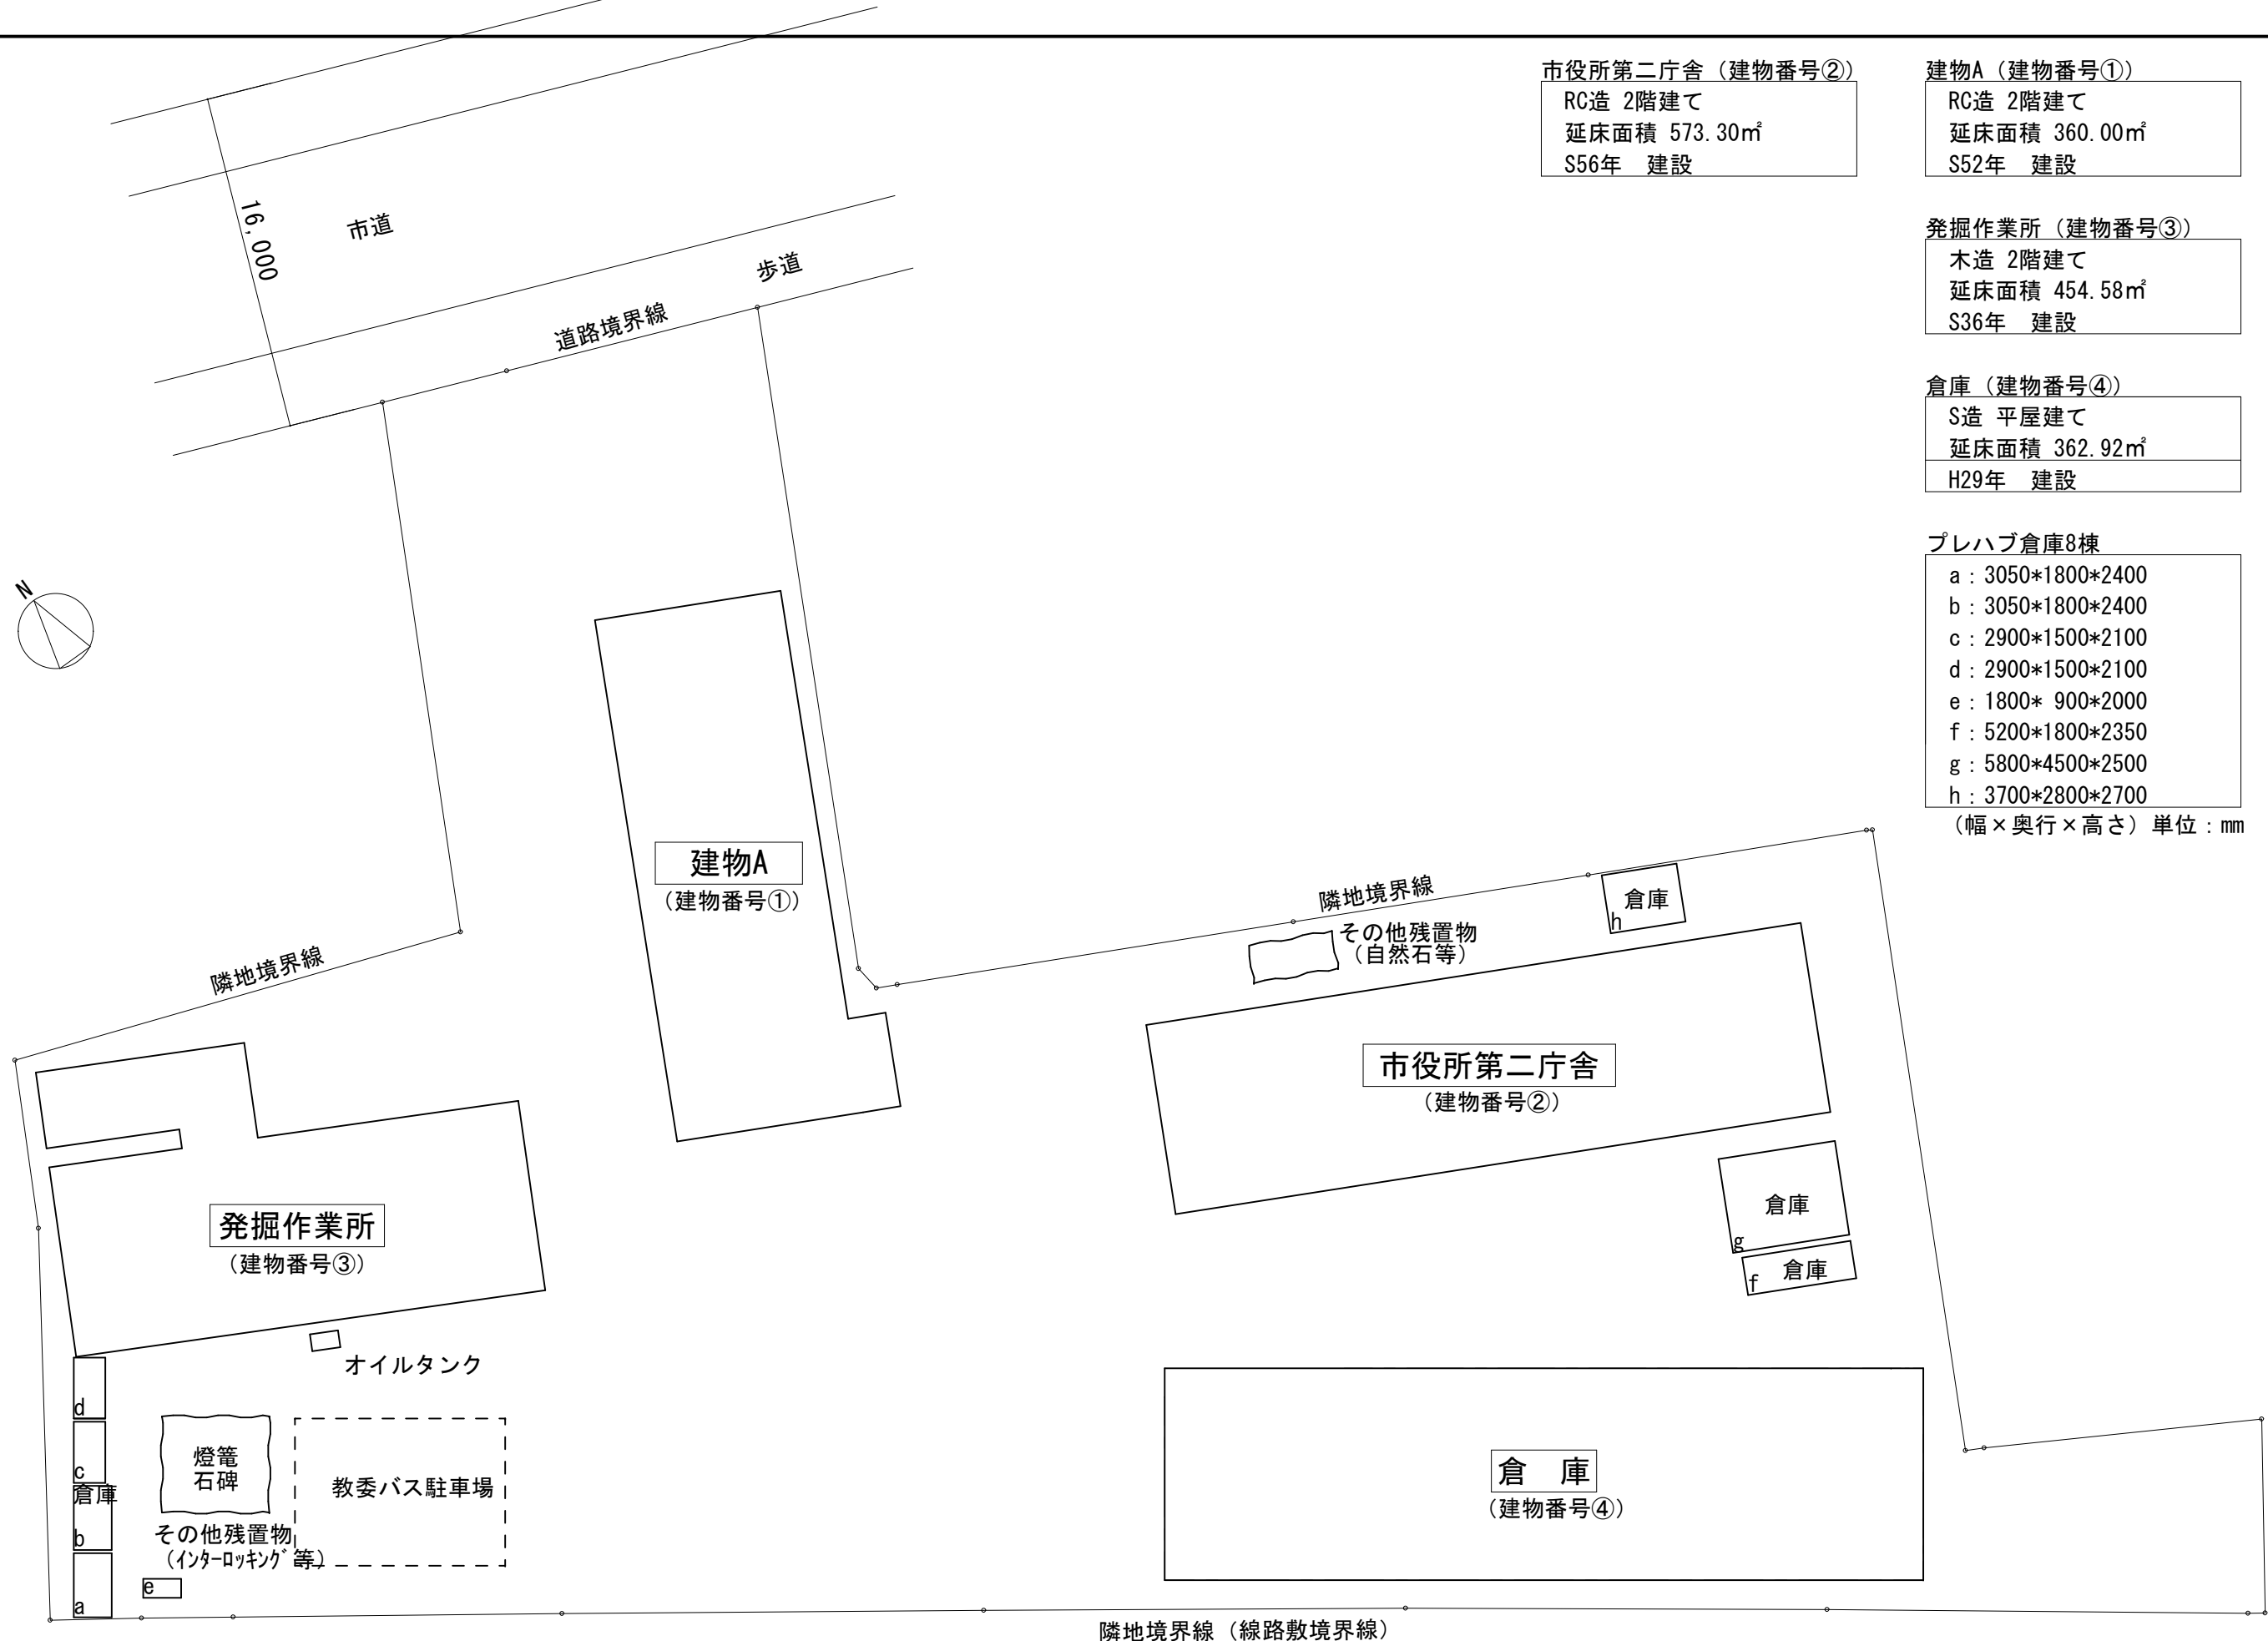 市役所第二庁舎（建物番号②）
RC造 2階建て
延床面積 573.30㎡
S56年　建設
建物A（建物番号①）
RC造 2階建て
延床面積 360.00㎡
S52年　建設
発掘作業所（建物番号③）
木造 2階建て
延床面積 454.58㎡
S36年　建設
倉庫（建物番号④）
S造 平屋建て
延床面積 362.92㎡
H29年　建設
プレハブ倉庫8棟
a：3050*1800*2400
b：3050*1800*2400
c：2900*1500*2100
d：2900*1500*2100
e：1800* 900*2000
f：5200*1800*2350
g：5800*4500*2500
h：3700*2800*2700
（幅×奥行×高さ）単位：㎜
16,000
市道
歩道
道路境界線
N
建物A
（建物番号①）
隣地境界線
隣地境界線
その他残置物
（自然石等）
倉庫
h
市役所第二庁舎
（建物番号②）
発掘作業所
（建物番号③）
倉庫
g
倉庫
f
オイルタンク
d
c
倉庫
b
a
燈篭
石碑
教委バス駐車場
その他残置物
（ｲﾝﾀｰﾛｯｷﾝｸﾞ等）
e
倉　庫
（建物番号④）
隣地境界線（線路敷境界線）